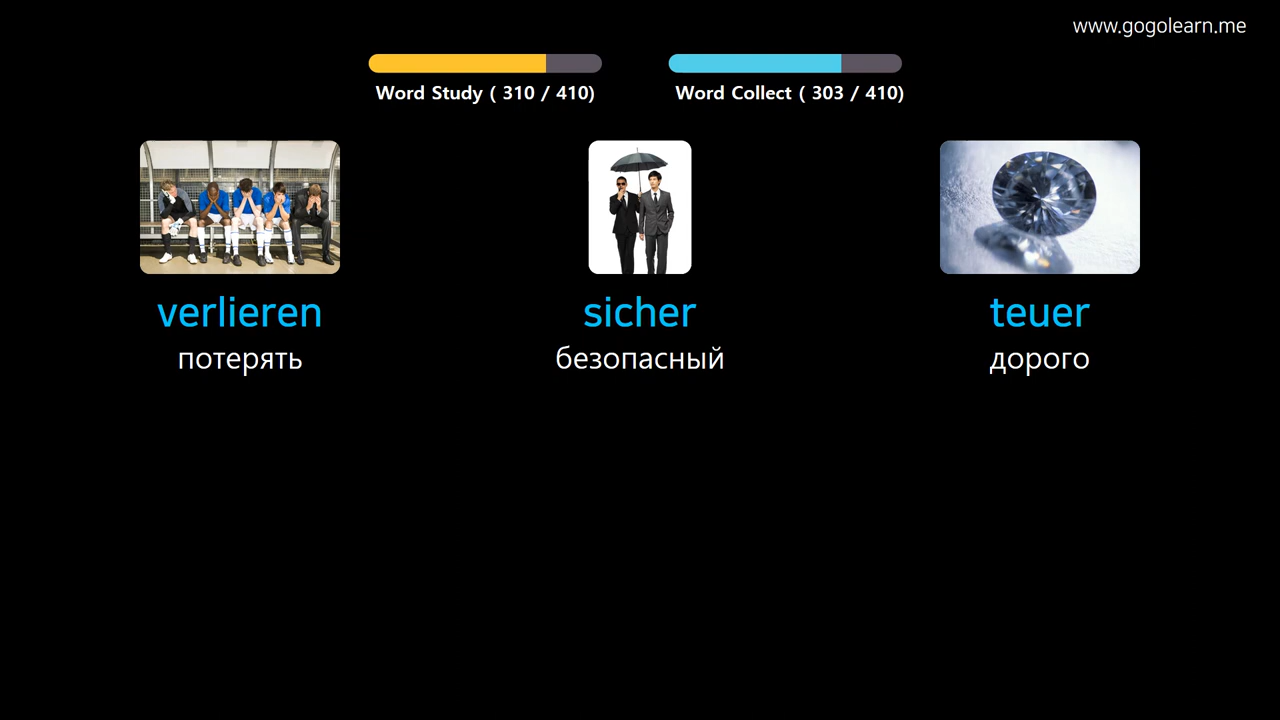 www.gogolearn.me
Word Study ( 310 / 410)
Word Collect ( 303 / 410)
verlieren
потерять
sicher
безопасный
teuer
дорого